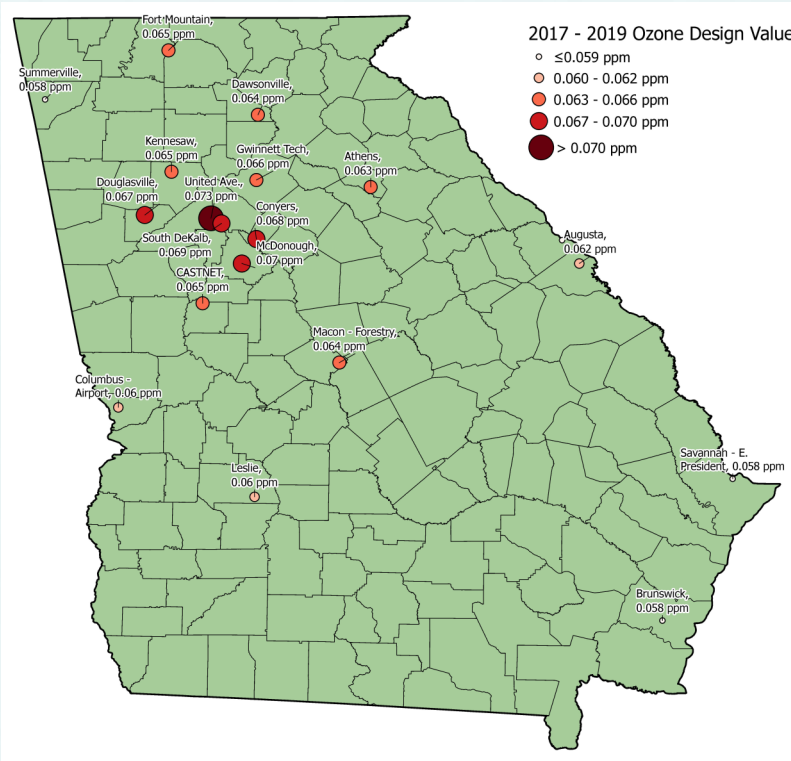 2017 - 2019 Ozone Design Value
≤0.059 ppm
0.060 - 0.062 ppm
0.063 - 0.066 ppm
0.067 - 0.070 ppm
> 0.070 ppm
Fort Mountain,
0.065 ppm
Summerville,
0.058 ppm
Dawsonville,
0.064 ppm
Kennesaw,
0.065 ppm
Gwinnett Tech,
0.066 ppm
Athens,
0.063 ppm
Douglasville,
0.067 ppm
United Ave.,
0.073 ppm
Conyers,
0.068 ppm
South DeKalb,
0.069 ppm
McDonough,
0.07 ppm
Augusta,
0.062 ppm
CASTNET,
0.065 ppm
Macon - Forestry,
0.064 ppm
Columbus -
Airport, 0.06 ppm
Leslie,
0.06 ppm
Savannah - E.
President, 0.058 ppm
Brunswick,
0.058 ppm